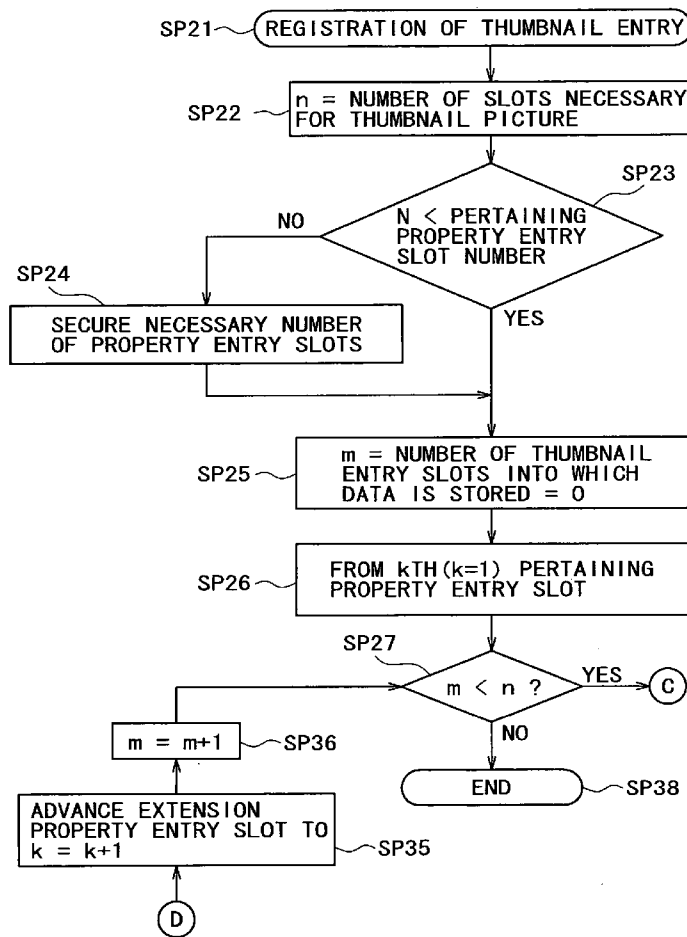 SP21
REGISTRATION OF THUMBNAIL ENTRY
SP22
n = NUMBER OF SLOTS NECESSARY
FOR THUMBNAIL PICTURE
SP23
N < PERTAINING
PROPERTY ENTRY
SLOT NUMBER
NO
YES
SP24
SECURE NECESSARY NUMBER
OF PROPERTY ENTRY SLOTS
SP25
m = NUMBER OF THUMBNAIL
ENTRY SLOTS INTO WHICH
DATA IS STORED = 0
SP26
FROM kTH(k=1) PERTAINING
PROPERTY ENTRY SLOT
SP27
m < n ?
YES
C
NO
m = m+1
SP36
END
SP38
ADVANCE EXTENSION
PROPERTY ENTRY SLOT TO
k = k+1
SP35
D